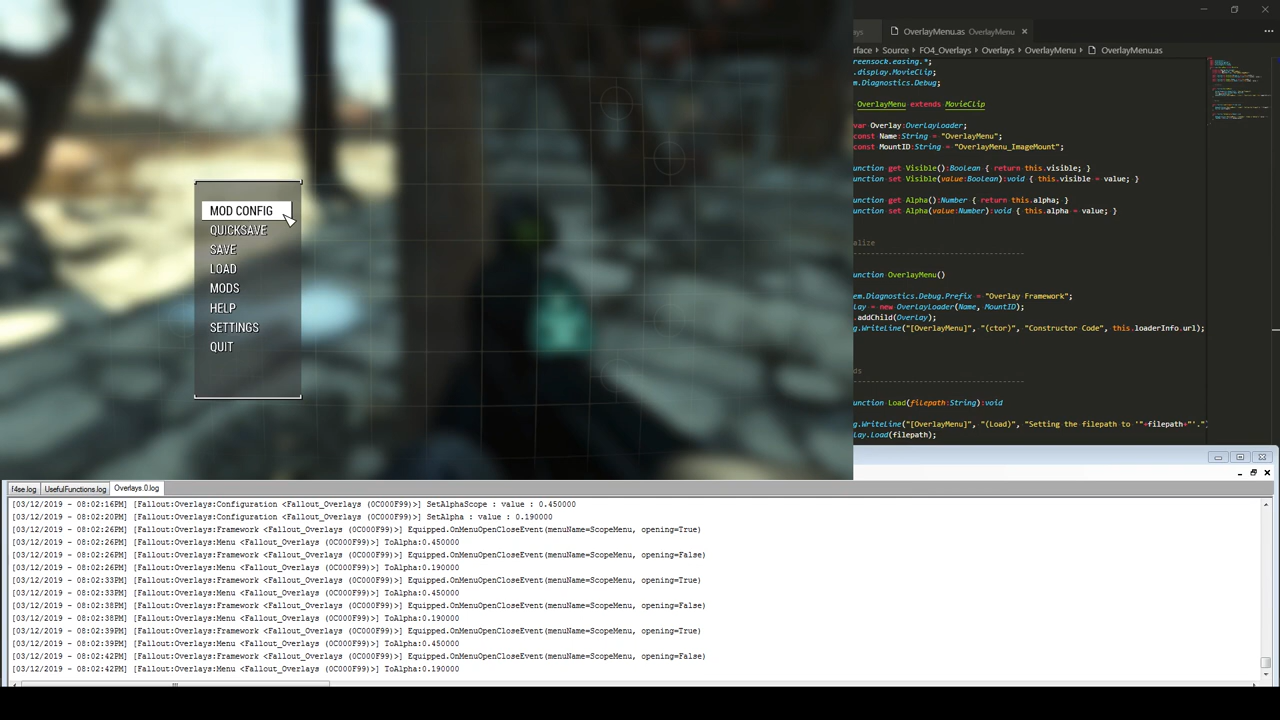 MOD CONFIG
QUICKSAVE
SAVE
LOAD
MODS
HELP
SETTINGS
QUIT
OverlayMenu.as OverlayMenu
Source > FO4_Overlays > Overlays > OverlayMenu > OverlayMenu.as
reensock.easing.*;
.display.MovieClip;
m.Diagnostics.Debug;
OverlayMenu extends MovieClip
var Overlay:OverlayLoader;
const Name:String = "OverlayMenu";
const MountID:String = "OverlayMenu_ImageMount";
unction get Visible():Boolean { return this.visible; }
unction set Visible(value:Boolean):void { this.visible = value; }
unction get Alpha():Number { return this.alpha; }
unction set Alpha(value:Number):void { this.alpha = value; }
alize
unction OverlayMenu()
em.Diagnostics.Debug.Prefix = "Overlay Framework";
lay = new OverlayLoader(Name, MountID);
.addChild(Overlay);
g.WriteLine("[OverlayMenu]", "(ctor)", "Constructor Code", this.loaderInfo.url);
ds
unction Load(filepath:String):void
g.WriteLine("[OverlayMenu]", "(Load)", "Setting the filepath to '"+filepath+"'."
lay.Load(filepath);
f4se.log UsefulFunctions.log Overlays.0.log
[03/12/2019 - 08:02:16PM] [Fallout:Overlays:Configuration <Fallout_Overlays (0C000F99)>] SetAlphaScope : value : 0.450000
[03/12/2019 - 08:02:20PM] [Fallout:Overlays:Configuration <Fallout_Overlays (0C000F99)>] SetAlpha : value : 0.190000
[03/12/2019 - 08:02:26PM] [Fallout:Overlays:Framework <Fallout_Overlays (0C000F99)>] Equipped.OnMenuOpenCloseEvent(menuName=ScopeMenu, opening=True)
[03/12/2019 - 08:02:26PM] [Fallout:Overlays:Menu <Fallout_Overlays (0C000F99)>] ToAlpha:0.450000
[03/12/2019 - 08:02:26PM] [Fallout:Overlays:Framework <Fallout_Overlays (0C000F99)>] Equipped.OnMenuOpenCloseEvent(menuName=ScopeMenu, opening=False)
[03/12/2019 - 08:02:26PM] [Fallout:Overlays:Menu <Fallout_Overlays (0C000F99)>] ToAlpha:0.190000
[03/12/2019 - 08:02:33PM] [Fallout:Overlays:Framework <Fallout_Overlays (0C000F99)>] Equipped.OnMenuOpenCloseEvent(menuName=ScopeMenu, opening=True)
[03/12/2019 - 08:02:33PM] [Fallout:Overlays:Menu <Fallout_Overlays (0C000F99)>] ToAlpha:0.450000
[03/12/2019 - 08:02:38PM] [Fallout:Overlays:Framework <Fallout_Overlays (0C000F99)>] Equipped.OnMenuOpenCloseEvent(menuName=ScopeMenu, opening=False)
[03/12/2019 - 08:02:38PM] [Fallout:Overlays:Menu <Fallout_Overlays (0C000F99)>] ToAlpha:0.190000
[03/12/2019 - 08:02:39PM] [Fallout:Overlays:Framework <Fallout_Overlays (0C000F99)>] Equipped.OnMenuOpenCloseEvent(menuName=ScopeMenu, opening=True)
[03/12/2019 - 08:02:39PM] [Fallout:Overlays:Menu <Fallout_Overlays (0C000F99)>] ToAlpha:0.450000
[03/12/2019 - 08:02:42PM] [Fallout:Overlays:Framework <Fallout_Overlays (0C000F99)>] Equipped.OnMenuOpenCloseEvent(menuName=ScopeMenu, opening=False)
[03/12/2019 - 08:02:42PM] [Fallout:Overlays:Menu <Fallout_Overlays (0C000F99)>] ToAlpha:0.190000